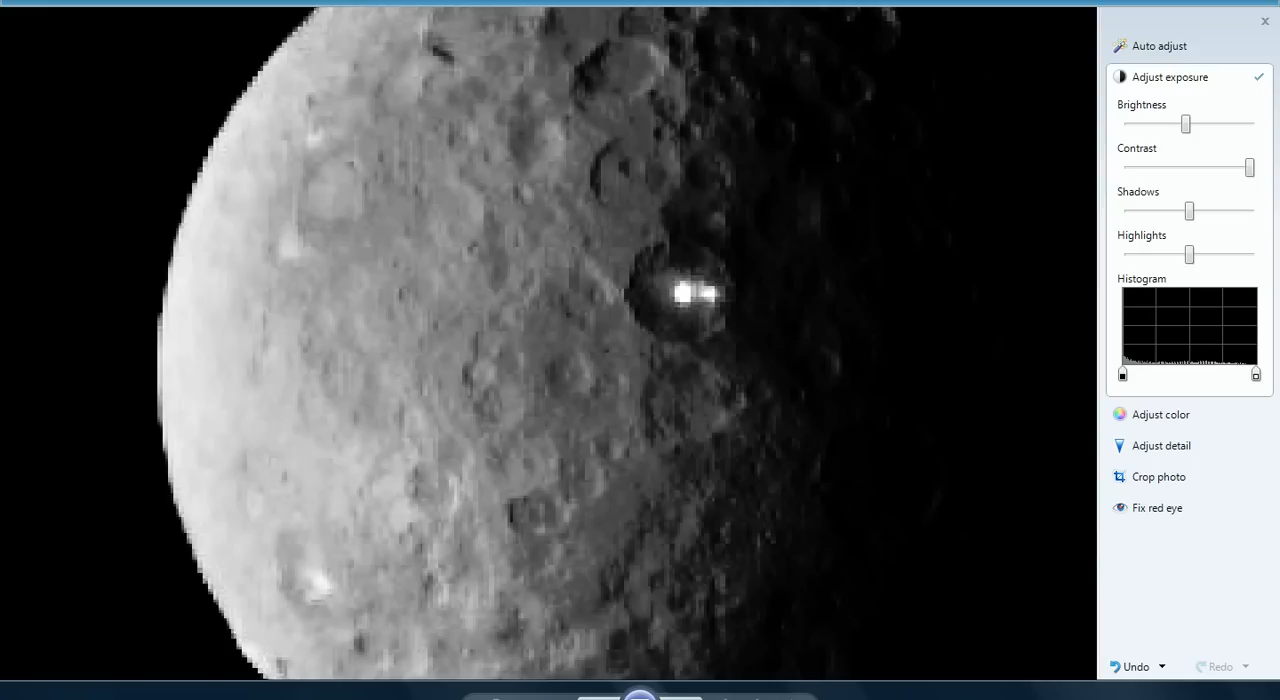 Auto adjust
Adjust exposure
Brightness
Contrast
Shadows
Highlights
Histogram
Adjust color
Adjust detail
Crop photo
Fix red eye
Undo
Redo